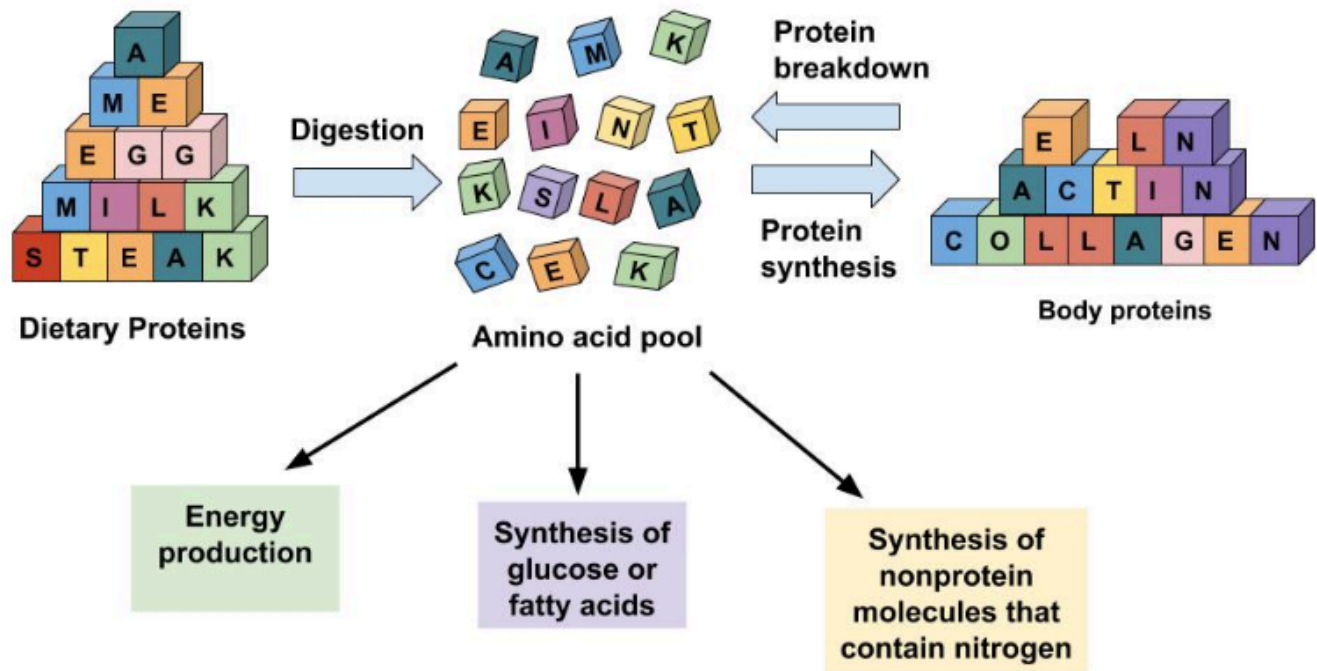 A
M E
E G G
M I L K
S T E A K
Dietary Proteins
Digestion
A M K
E I N T
K S L A
C E K
Amino acid pool
Protein
breakdown
Protein
synthesis
E L N
A C T I N
C O L L A G E N
Body proteins
Energy
production
Synthesis of
glucose or
fatty acids
Synthesis of
nonprotein
molecules that
contain nitrogen